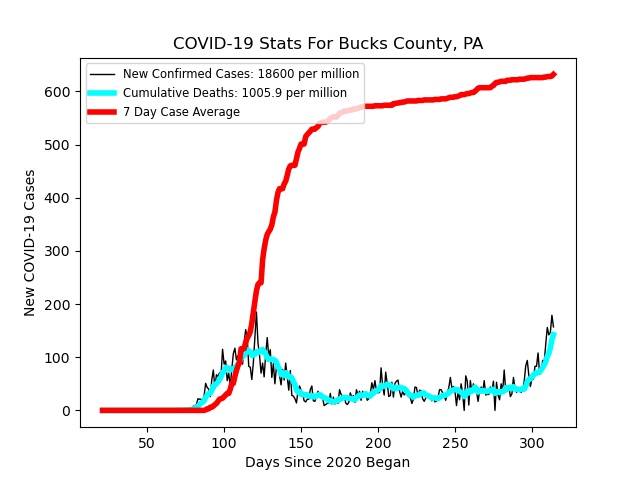 COVID-19 Stats For Bucks County, PA
New Confirmed Cases: 18600 per million
Cumulative Deaths: 1005.9 per million
7 Day Case Average
New COVID-19 Cases
600
500
400
300
200
100
0
50 100 150 200 250 300
Days Since 2020 Began